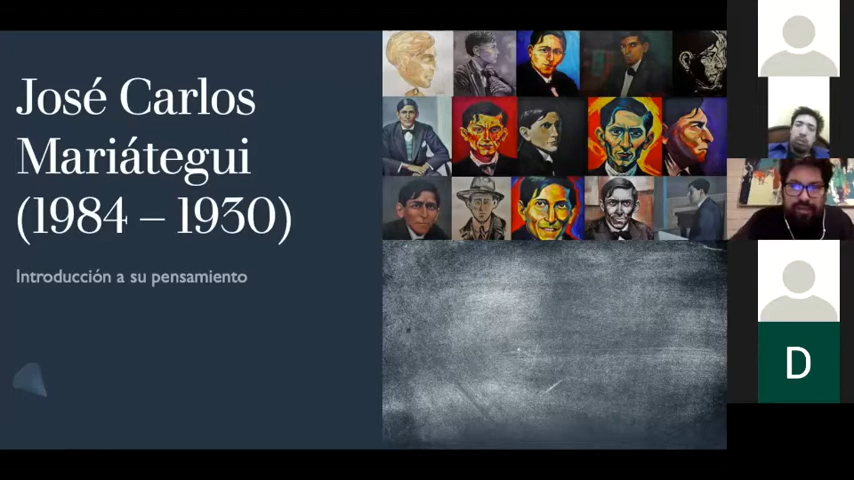 José Carlos
Mariátegui
(1984 – 1930)
Introducción a su pensamiento
D